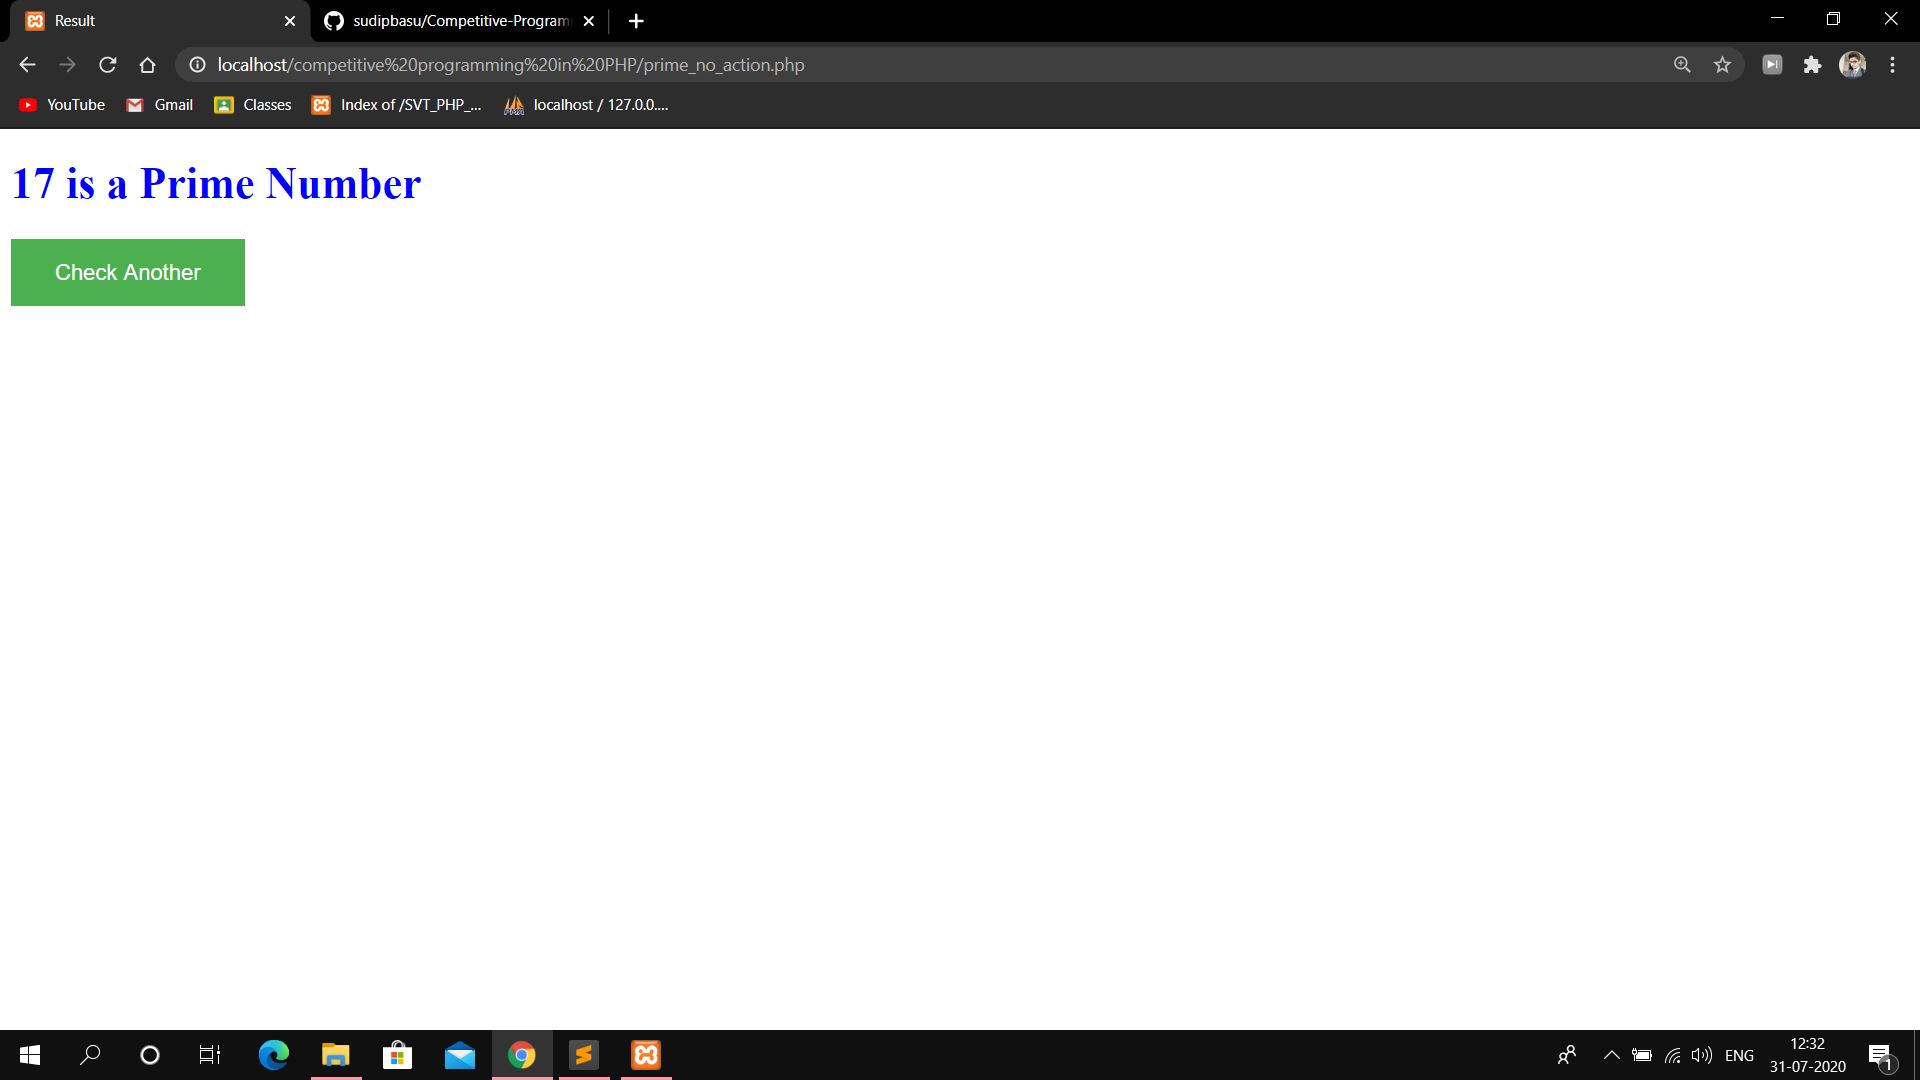 Result
sudipbasu/Competitive-Program
localhost/competitive%20programming%20in%20PHP/prime_no_action.php
YouTube Gmail Classes Index of /SVT_PHP_... localhost / 127.0.0....
17 is a Prime Number
Check Another
ENG
12:32
31-07-2020
1